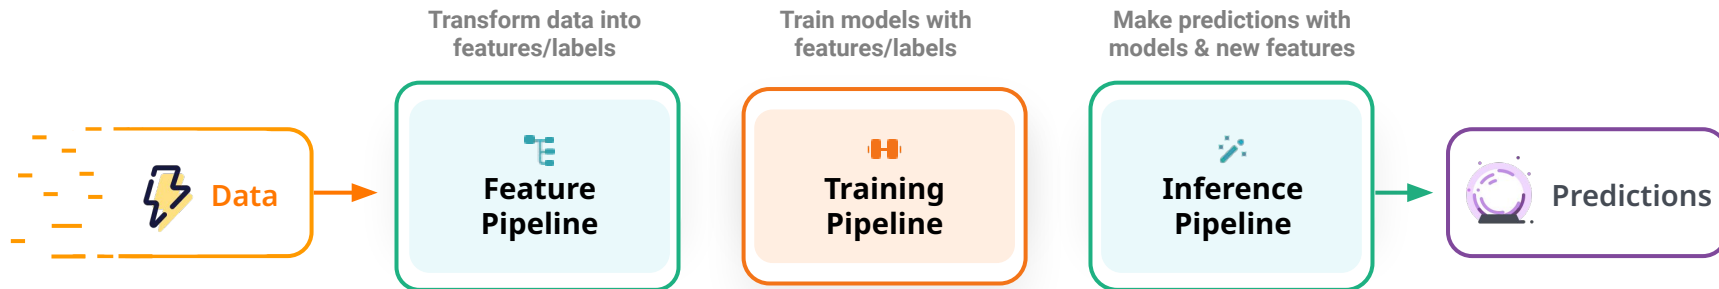 Transform data into
features/labels
Train models with
features/labels
Make predictions with
models & new features
Data
Feature
Pipeline
Training
Pipeline
Inference
Pipeline
Predictions